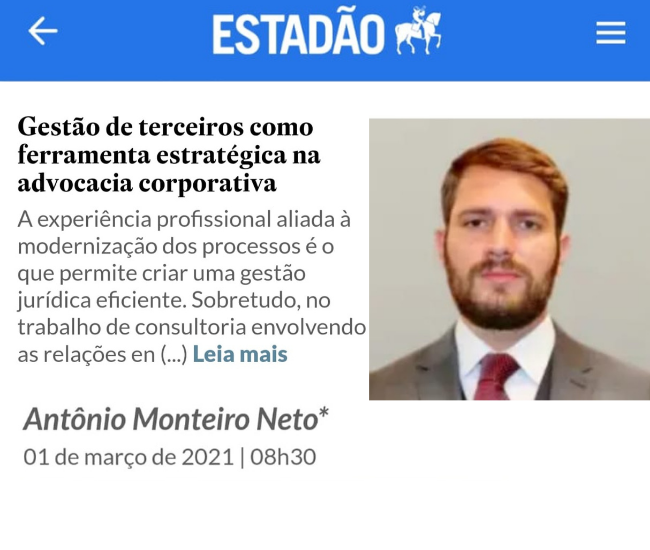 ESTADÃO
Gestão de terceiros como
ferramenta estratégica na
advocacia corporativa
A experiência profissional aliada à
modernização dos processos é o
que permite criar uma gestão
jurídica eficiente. Sobretudo, no
trabalho de consultoria envolvendo
as relações en (...) Leia mais
Antônio Monteiro Neto*
01 de março de 2021 | 08h30